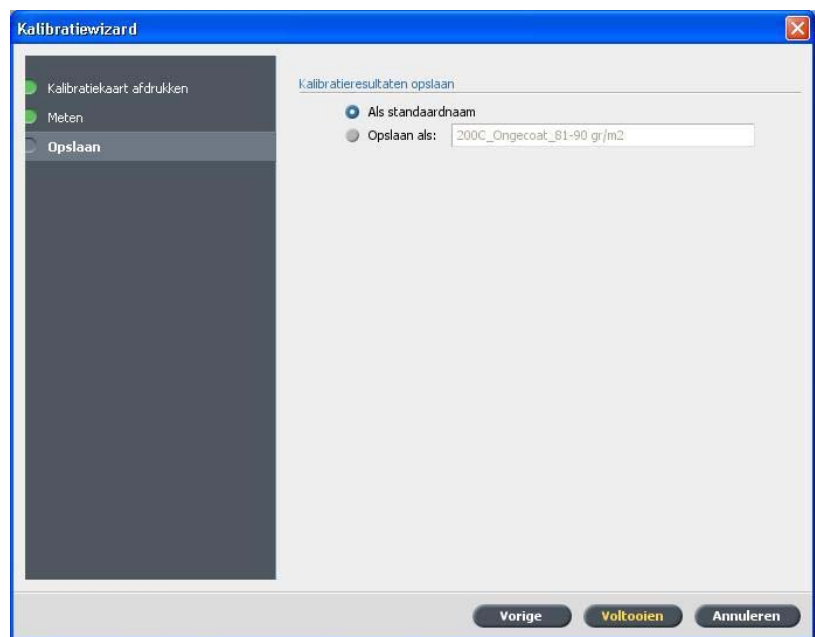 Kalibratiewizard
Kalibratiekaart afdrukken
Meten
Opslaan
Kalibratieresultaten opslaan
Als standaardnaam
Opslaan als: 200C_Ongecoat_81-90 gr/m2
Vorige Voltooien Annuleren